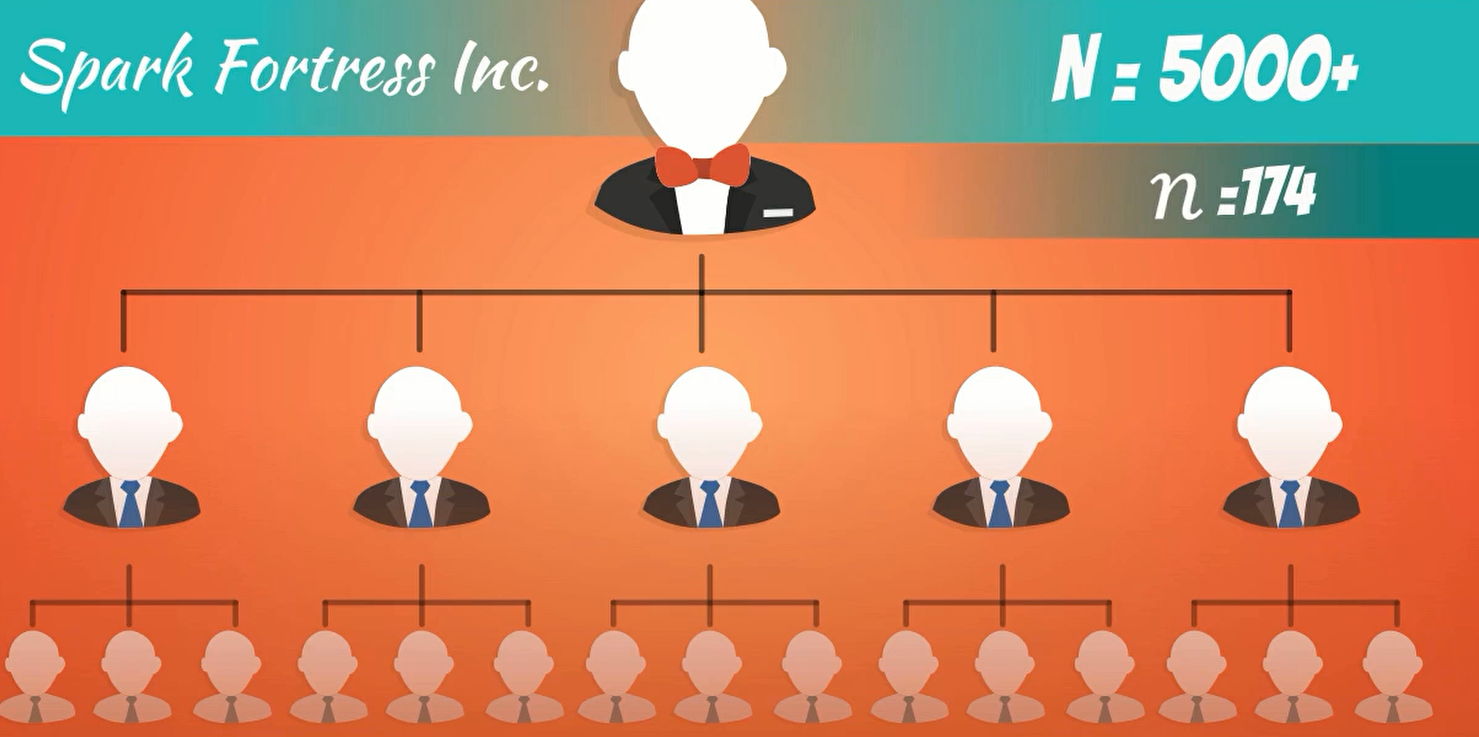 Spark Fortress Inc.
N = 5000+
n =174